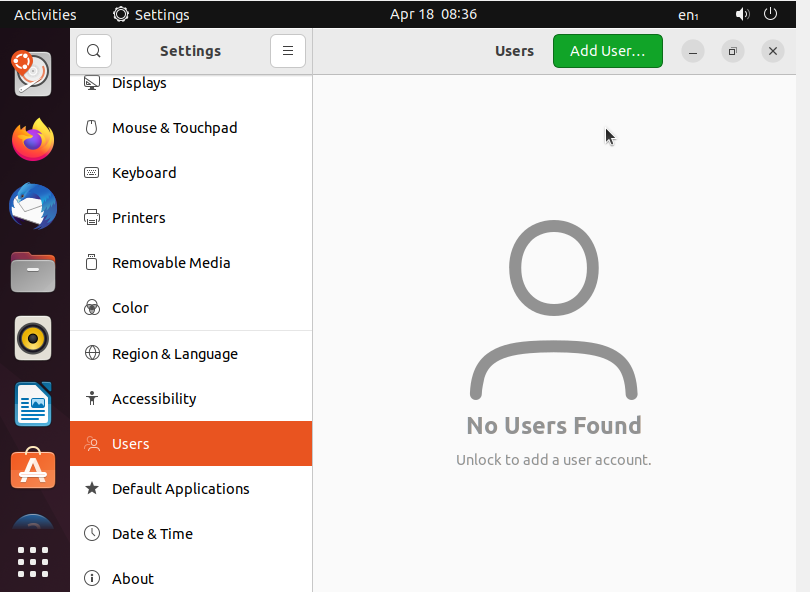 Activities
Settings
Apr 18 08:36
en₁
Settings
Users
Add User…
Displays
Mouse & Touchpad
Keyboard
Printers
Removable Media
Color
Region & Language
Accessibility
Users
Default Applications
Date & Time
About
No Users Found
Unlock to add a user account.